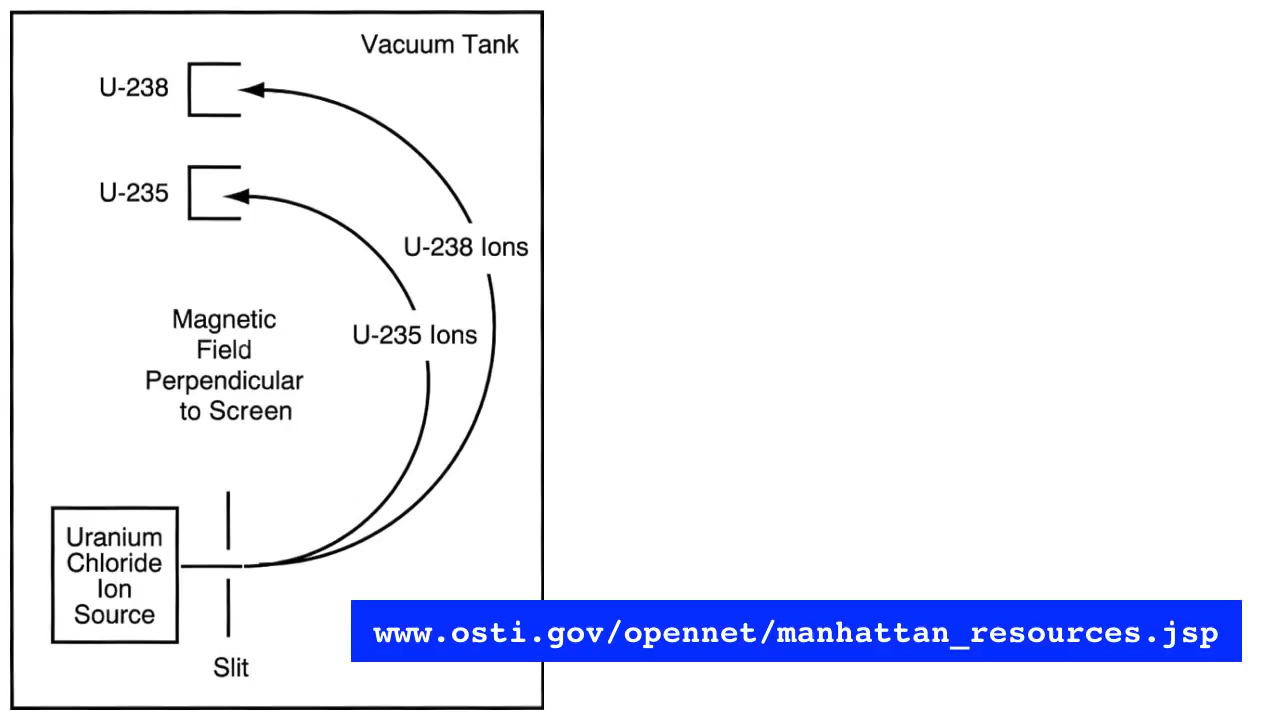 Vacuum Tank
U-238
U-235
U-238 Ions
U-235 Ions
Magnetic
Field
Perpendicular
to Screen
Uranium
Chloride
Ion
Source
Slit
www.osti.gov/opennet/manhattan_resources.jsp